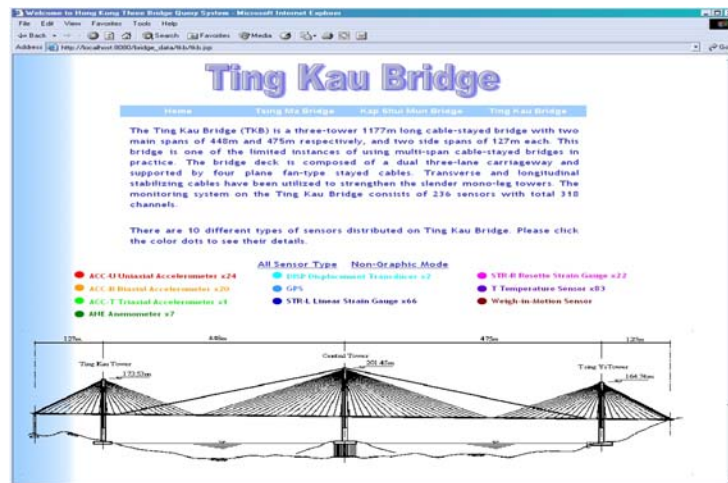 Welcome to Hong Kong Three Bridge Query System - Microsoft Internet Explorer
File Edit View Favorites Tools Help
Back Search Favorites Media
Address http://localhost:8080/bridge_data/tkb/tkb.jsp Go
Ting Kau Bridge
Home Tsing Ma Bridge Kap Shui Mun Bridge Ting Kau Bridge
The Ting Kau Bridge (TKB) is a three-tower 1177m long cable-stayed bridge with two
main spans of 448m and 475m respectively, and two side spans of 127m each. This
bridge is one of the limited instances of using multi-span cable-stayed bridges in
practice. The bridge deck is composed of a dual three-lane carriageway and
supported by four plane fan-type stayed cables. Transverse and longitudinal
stabilizing cables have been utilized to strengthen the slender mono-leg towers. The
monitoring system on the Ting Kau Bridge consists of 236 sensors with total 318
channels.
There are 10 different types of sensors distributed on Ting Kau Bridge. Please click
the color dots to see their details.
All Sensor Type Non-Graphic Mode
ACC-U Uniaxial Accelerometer x24 DISP Displacement Transducer x2 STR-R Rosette Strain Gauge x22
ACC-B Biaxial Accelerometer x20 GPS T Temperature Sensor x83
ACC-T Triaxial Accelerometer x1 STR-L Linear Strain Gauge x66 Weigh-in-Motion Sensor
ANE Anemometer x7
127m 448m 475m 127m
Ting Kau Tower Central Tower Tsing Yi Tower
173.53m 201.45m 164.74m